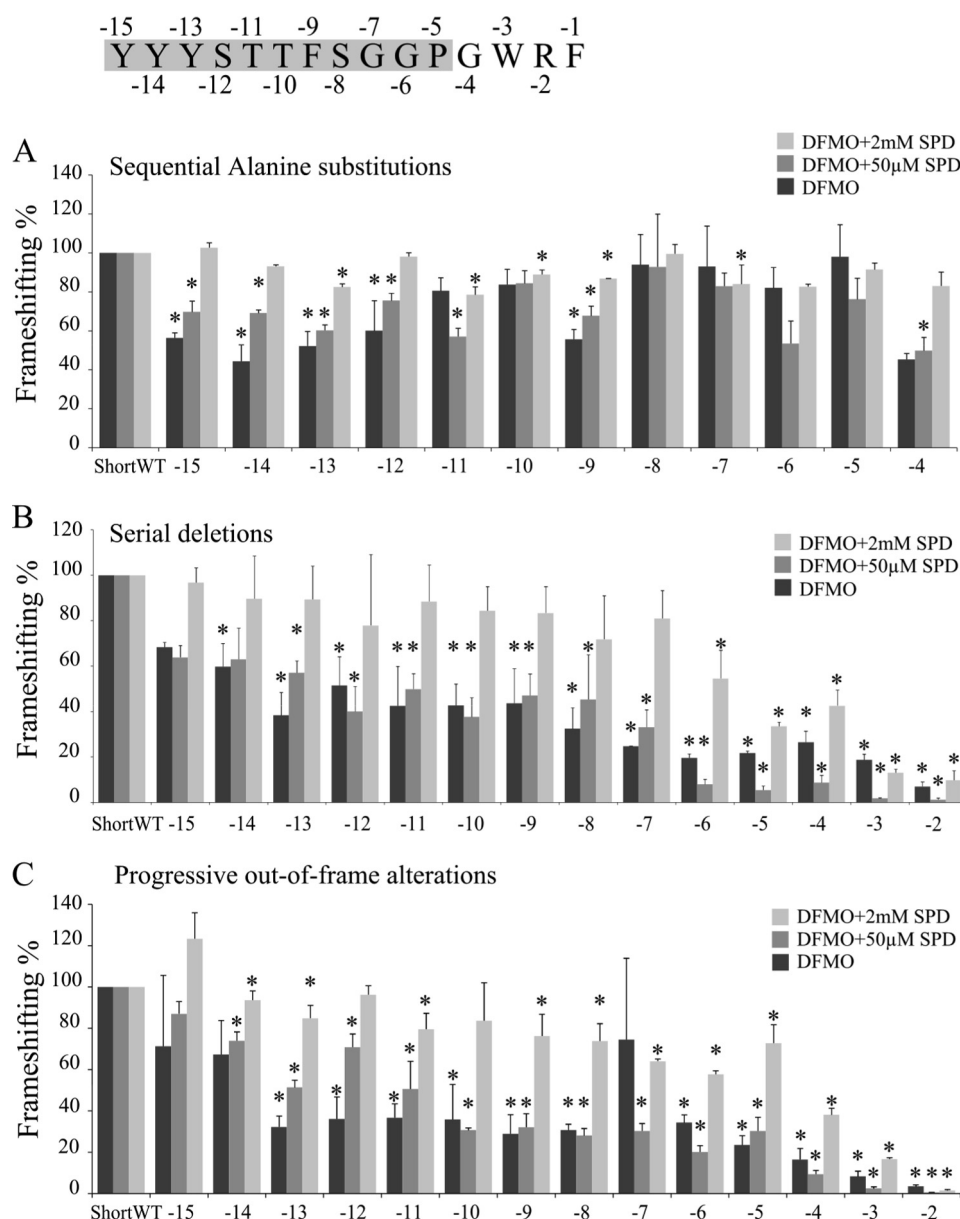 -15 -13 -11 -9 -7 -5 -3 -1
Y Y Y S T T F S G G P G W R F
-14 -12 -10 -8 -6 -4 -2
A Sequential Alanine substitutions
DFMO+2mM SPD
DFMO+50μM SPD
DFMO
Frameshifting %
140
120
100
80
60
40
20
0
* * * * * * * * * * * * * * * * *
ShortWT -15 -14 -13 -12 -11 -10 -9 -8 -7 -6 -5 -4
B Serial deletions
DFMO+2mM SPD
DFMO+50μM SPD
DFMO
Frameshifting %
120
100
80
60
40
20
0
* * * * * * * * * * * * * * * * * * * * * * * * * * * * * *
ShortWT -15 -14 -13 -12 -11 -10 -9 -8 -7 -6 -5 -4 -3 -2
C Progressive out-of-frame alterations
DFMO+2mM SPD
DFMO+50μM SPD
DFMO
Frameshifting %
140
120
100
80
60
40
20
0
* * * * * * * * * * * * * * * * * * * * * * * * * * * * * * * * * * *
ShortWT -15 -14 -13 -12 -11 -10 -9 -8 -7 -6 -5 -4 -3 -2